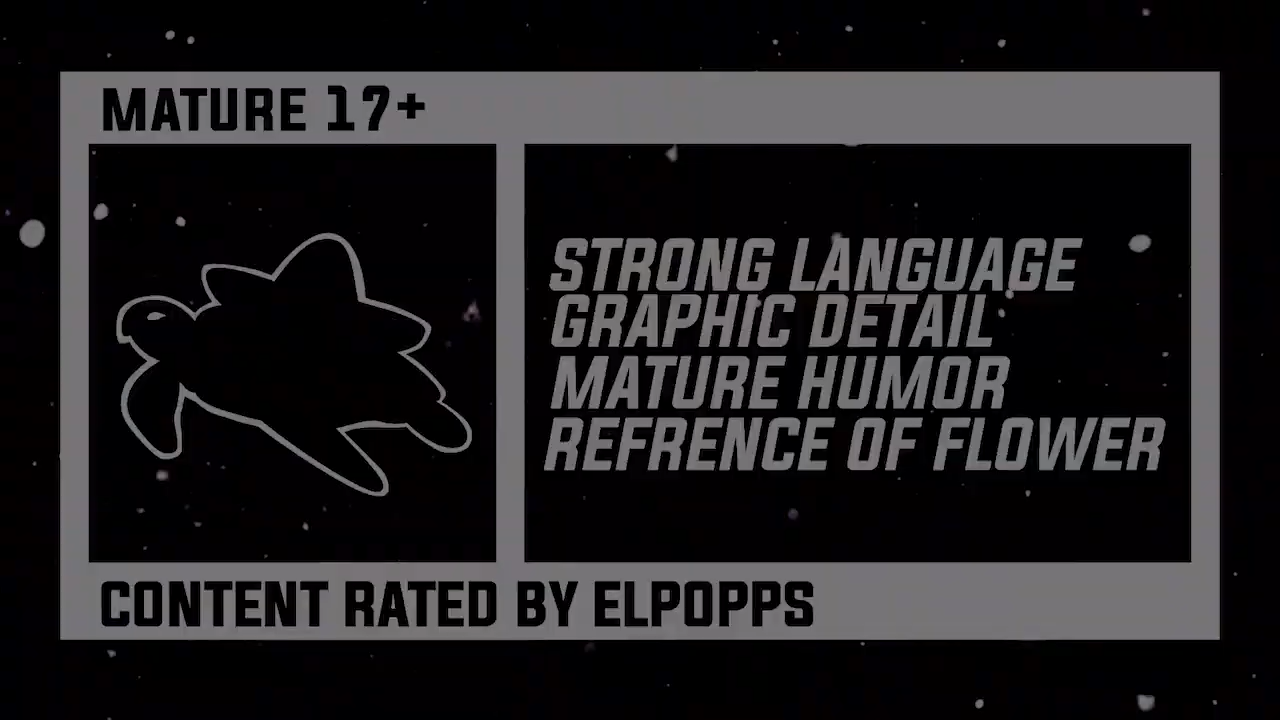 MATURE 17+
STRONG LANGUAGE
GRAPHIC DETAIL
MATURE HUMOR
REFRENCE OF FLOWER
CONTENT RATED BY ELPOPPS